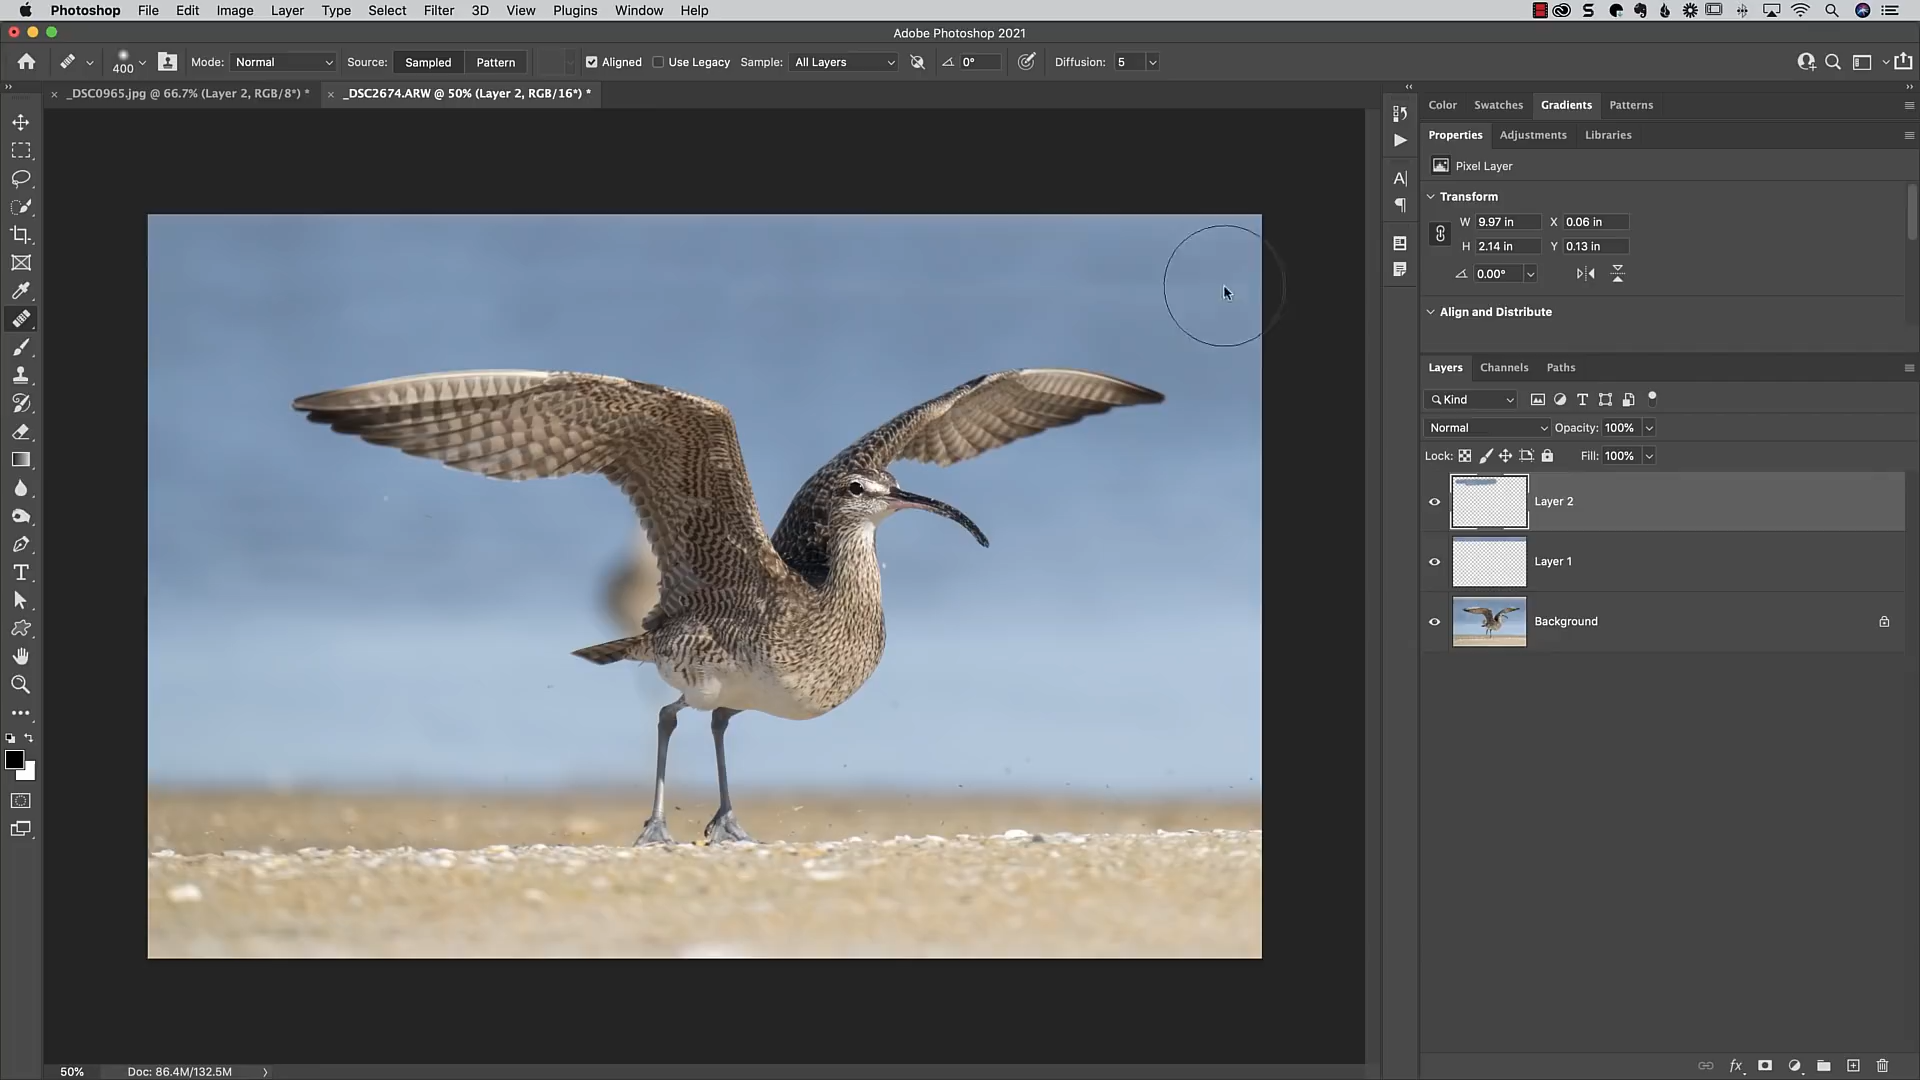 Photoshop File Edit Image Layer Type Select Filter 3D View Plugins Window Help
Adobe Photoshop 2021
400 Mode: Normal Source: Sampled Pattern Aligned Use Legacy Sample: All Layers 0° Diffusion: 5
_DSC0965.jpg @ 66.7% (Layer 2, RGB/8*) * _DSC2674.ARW @ 50% (Layer 2, RGB/16*) *
Color Swatches Gradients Patterns
Properties Adjustments Libraries
Pixel Layer
Transform
W 9.97 in X 0.06 in
H 2.14 in Y 0.13 in
0.00°
Align and Distribute
Layers Channels Paths
Kind
Normal Opacity: 100%
Lock: Fill: 100%
Layer 2
Layer 1
Background
50% Doc: 86.4M/132.5M